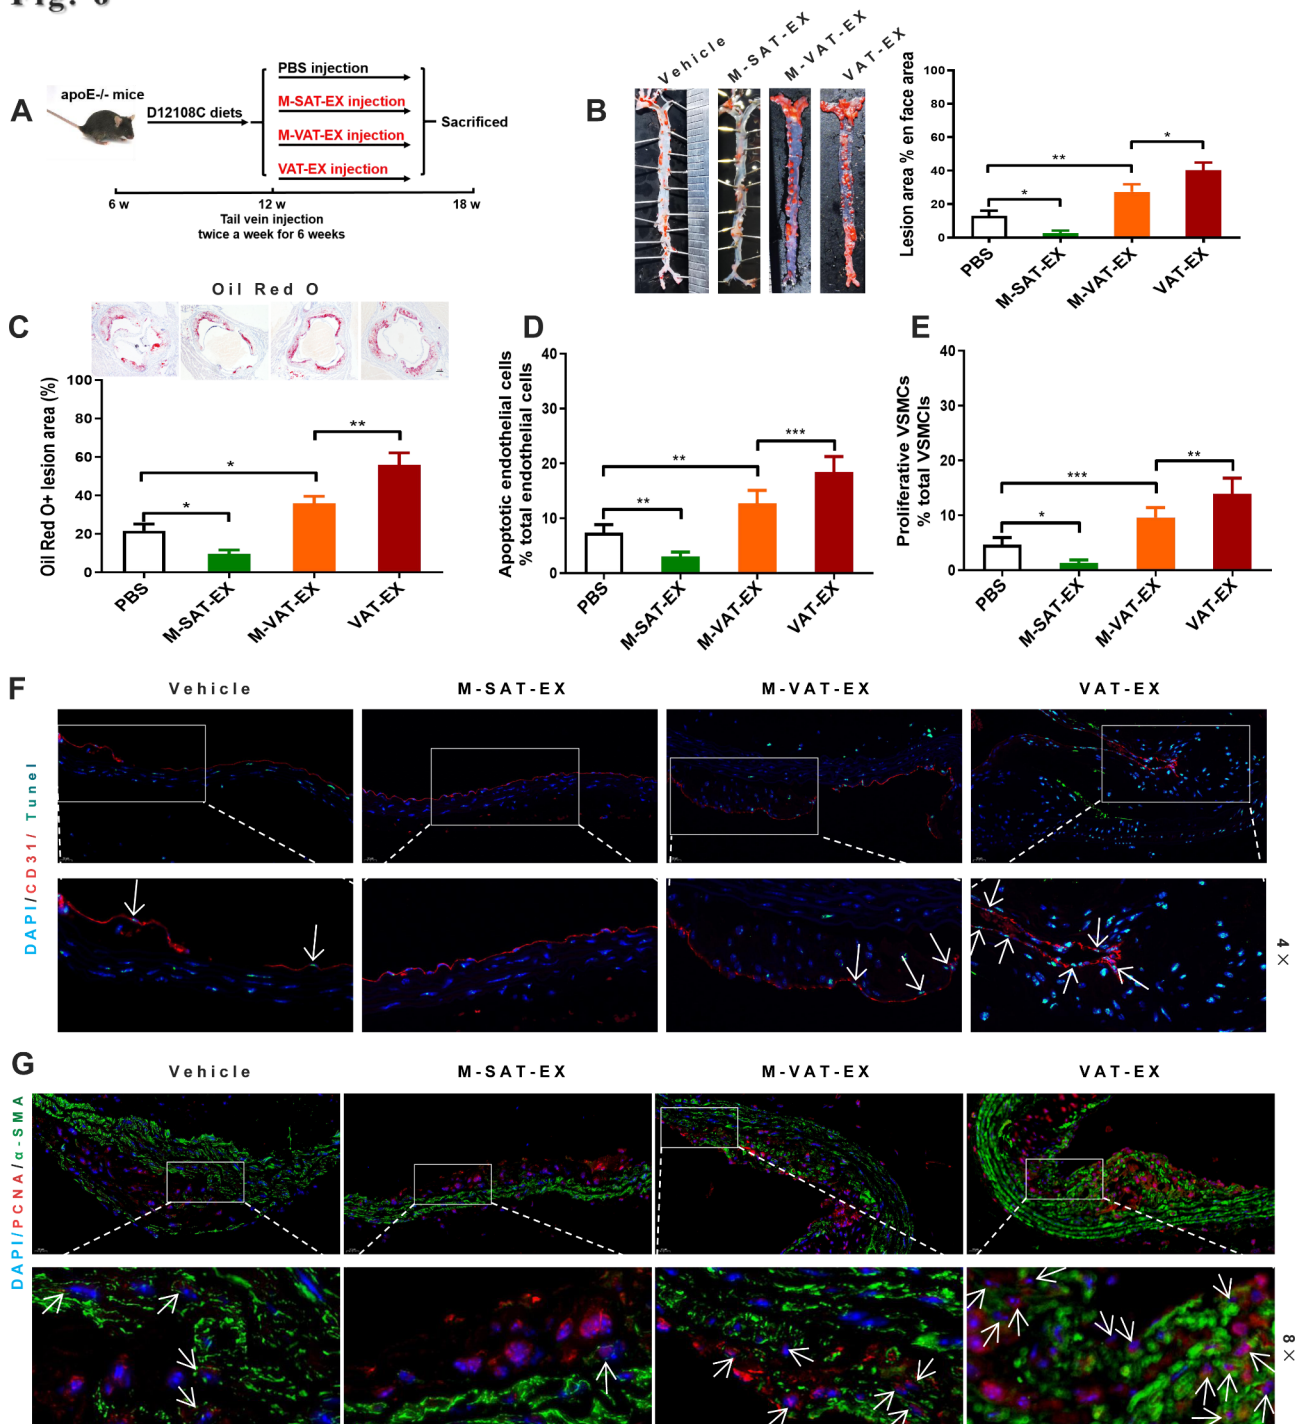 Fig. 6
A
apoE-/- mice
D12108C diets
PBS injection
M-SAT-EX injection
M-VAT-EX injection
VAT-EX injection
Sacrificed
6 w
12 w
18 w
Tail vein injection
twice a week for 6 weeks
B
Vehicle
M-SAT-EX
M-VAT-EX
VAT-EX
Lesion area % en face area
100
80
60
40
20
0
*
**
*
PBS
M-SAT-EX
M-VAT-EX
VAT-EX
C
Oil Red O
Oil Red O+ lesion area (%)
100
80
60
40
20
0
*
*
**
PBS
M-SAT-EX
M-VAT-EX
VAT-EX
D
Apoptotic endothelial cells
% total endothelial cells
40
30
20
10
0
**
**
***
PBS
M-SAT-EX
M-VAT-EX
VAT-EX
E
Proliferative VSMCs
% total VSMCIs
40
30
20
10
0
*
***
**
PBS
M-SAT-EX
M-VAT-EX
VAT-EX
F
Vehicle
M-SAT-EX
M-VAT-EX
VAT-EX
DAPI/CD31/ Tunel
4×
G
Vehicle
M-SAT-EX
M-VAT-EX
VAT-EX
DAPI/PCNA/α-SMA
8×